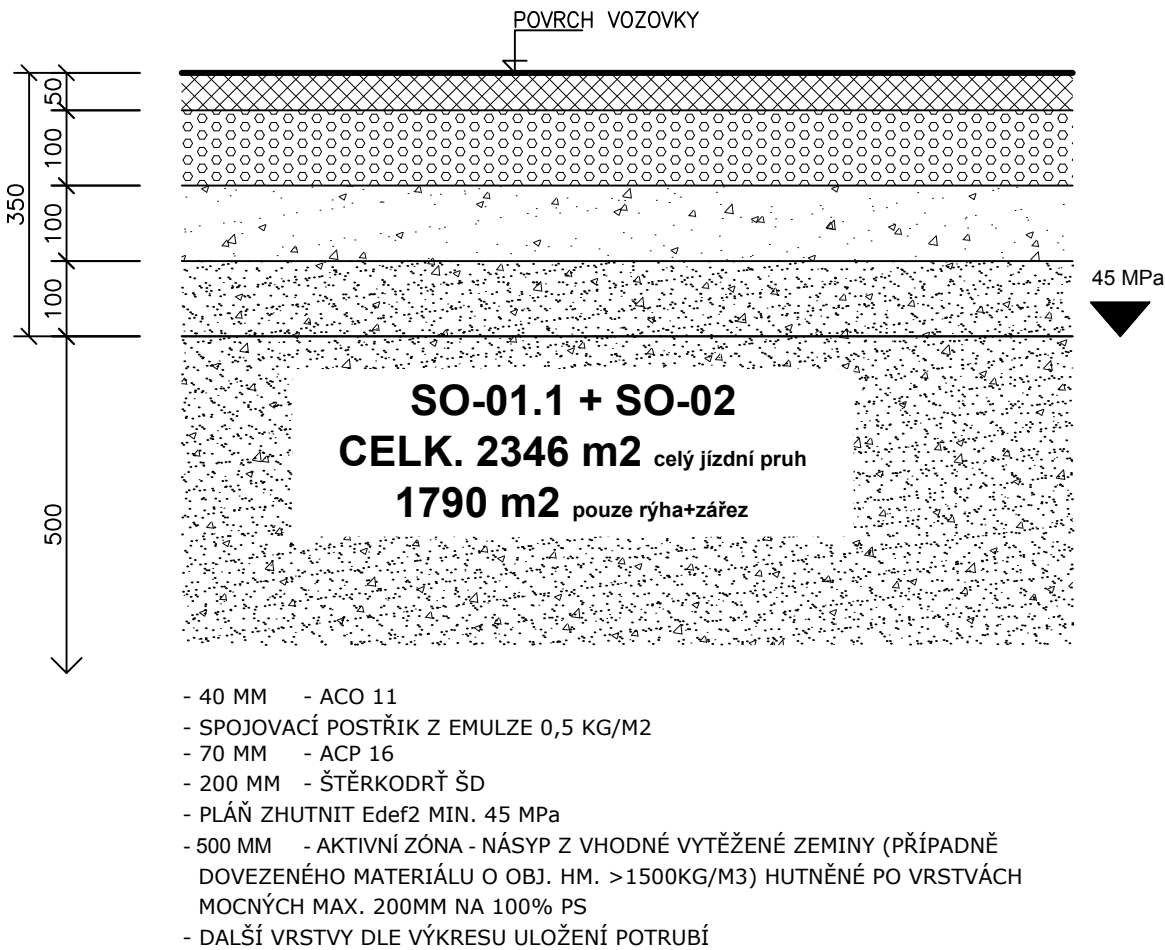 POVRCH VOZOVKY
50
100
350
100
100
45 MPa
500
SO-01.1 + SO-02
CELK. 2346 m2 celý jízdní pruh
1790 m2 pouze rýha+zářez
- 40 MM - ACO 11
- SPOJOVACÍ POSTŘIK Z EMULZE 0,5 KG/M2
- 70 MM - ACP 16
- 200 MM - ŠTĚRKODRŤ ŠD
- PLÁŇ ZHUTNIT Edef2 MIN. 45 MPa
- 500 MM - AKTIVNÍ ZÓNA - NÁSYP Z VHODNÉ VYTĚŽENÉ ZEMINY (PŘÍPADNĚ
DOVEZENÉHO MATERIÁLU O OBJ. HM. >1500KG/M3) HUTNĚNÉ PO VRSTVÁCH
MOCNÝCH MAX. 200MM NA 100% PS
- DALŠÍ VRSTVY DLE VÝKRESU ULOŽENÍ POTRUBÍ